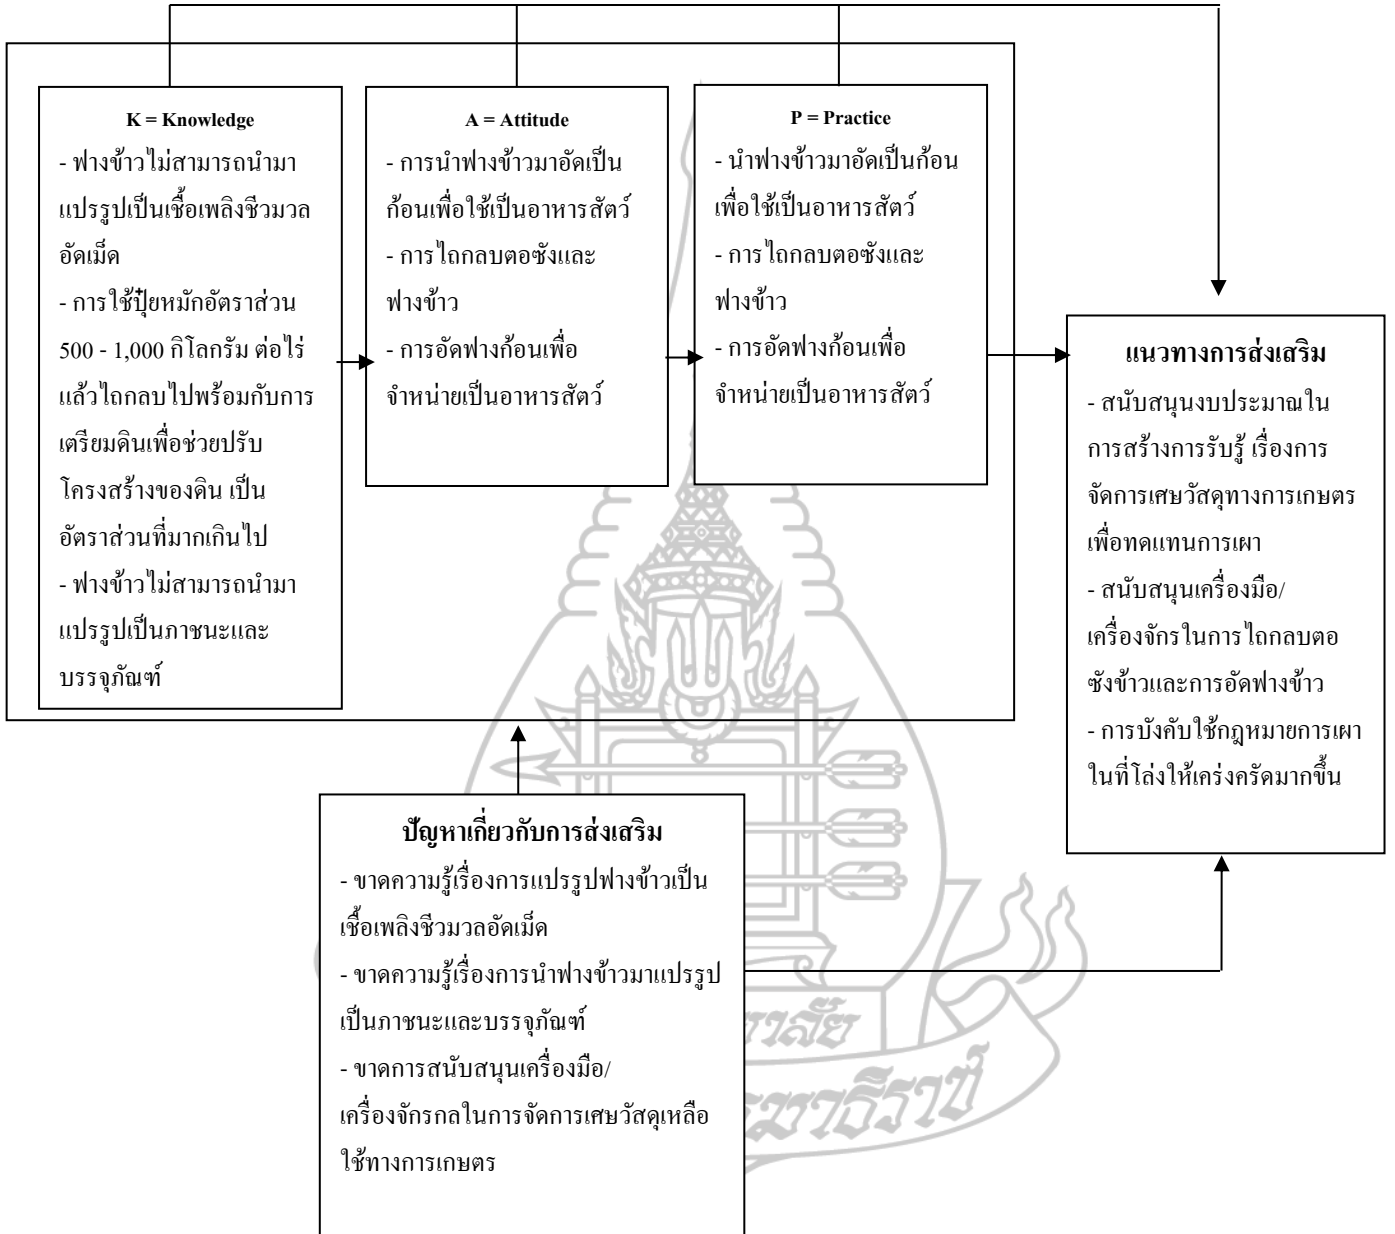 K = Knowledge
- ฟางข้าวไม่สามารถนำมา
แปรรูปเป็นเชื้อเพลิงชีวมวล
อัดเม็ด
- การใช้ปุ๋ยหมักอัตราส่วน
500 - 1,000 กิโลกรัม ต่อไร่
แล้วไถกลบไปพร้อมกับการ
เตรียมดินเพื่อช่วยปรับ
โครงสร้างของดิน เป็น
อัตราส่วนที่มากเกินไป
- ฟางข้าวไม่สามารถนำมา
แปรรูปเป็นภาชนะและ
บรรจุภัณฑ์
A = Attitude
- การนำฟางข้าวมาอัดเป็น
ก้อนเพื่อใช้เป็นอาหารสัตว์
- การไถกลบตอซังและ
ฟางข้าว
- การอัดฟางก้อนเพื่อ
จำหน่ายเป็นอาหารสัตว์
P = Practice
- นำฟางข้าวมาอัดเป็นก้อน
เพื่อใช้เป็นอาหารสัตว์
- การไถกลบตอซังและ
ฟางข้าว
- การอัดฟางก้อนเพื่อ
จำหน่ายเป็นอาหารสัตว์
แนวทางการส่งเสริม
- สนับสนุนงบประมาณใน
การสร้างการรับรู้ เรื่องการ
จัดการเศษวัสดุทางการเกษตร
เพื่อทดแทนการเผา
- สนับสนุนเครื่องมือ/
เครื่องจักรในการไถกลบตอ
ซังข้าวและการอัดฟางข้าว
- การบังคับใช้กฎหมายการเผา
ในที่โล่งให้เคร่งครัดมากขึ้น
ปัญหาเกี่ยวกับการส่งเสริม
- ขาดความรู้เรื่องการแปรรูปฟางข้าวเป็น
เชื้อเพลิงชีวมวลอัดเม็ด
- ขาดความรู้เรื่องการนำฟางข้าวมาแปรรูป
เป็นภาชนะและบรรจุภัณฑ์
- ขาดการสนับสนุนเครื่องมือ/
เครื่องจักรกลในการจัดการเศษวัสดุเหลือ
ใช้ทางการเกษตร